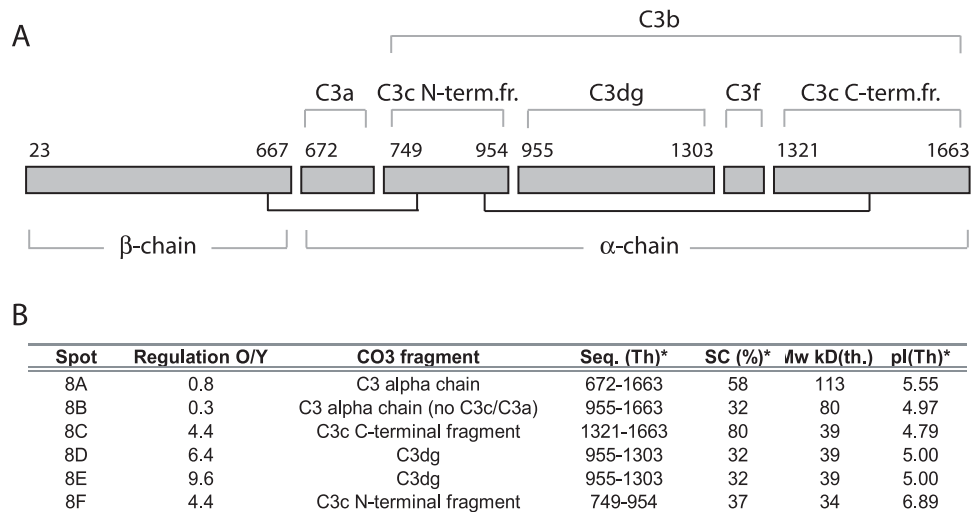 A
C3b
C3a C3c N-term.fr. C3dg C3f C3c C-term.fr.
23 667 672 749 954 955 1303 1321 1663
β-chain α-chain
B
Spot Regulation O/Y CO3 fragment Seq. (Th)* SC (%)* Mw kD(th.) pI(Th)*
8A 0.8 C3 alpha chain 672-1663 58 113 5.55
8B 0.3 C3 alpha chain (no C3c/C3a) 955-1663 32 80 4.97
8C 4.4 C3c C-terminal fragment 1321-1663 80 39 4.79
8D 6.4 C3dg 955-1303 32 39 5.00
8E 9.6 C3dg 955-1303 32 39 5.00
8F 4.4 C3c N-terminal fragment 749-954 37 34 6.89